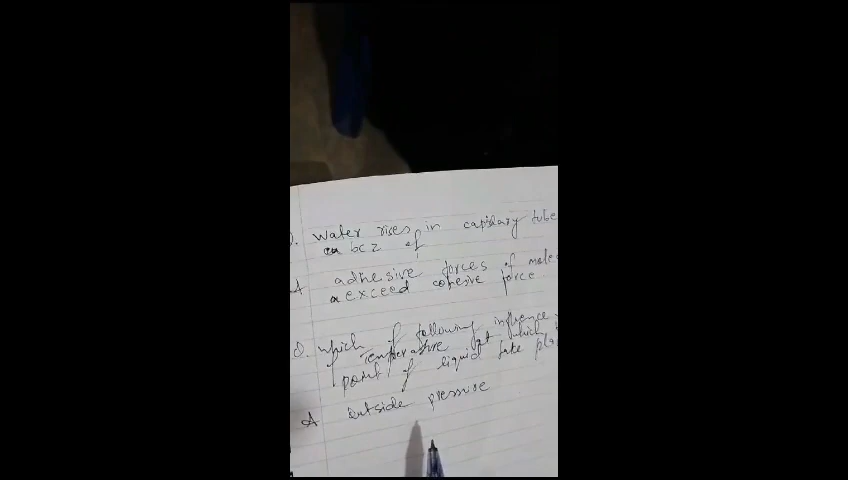 Q. Water rises in capillary tube
bcz of
A adhesive forces of molec
exceed cohesive force
Q. which of following influence
Temperature at which
point of liquid take pla
A outside pressure